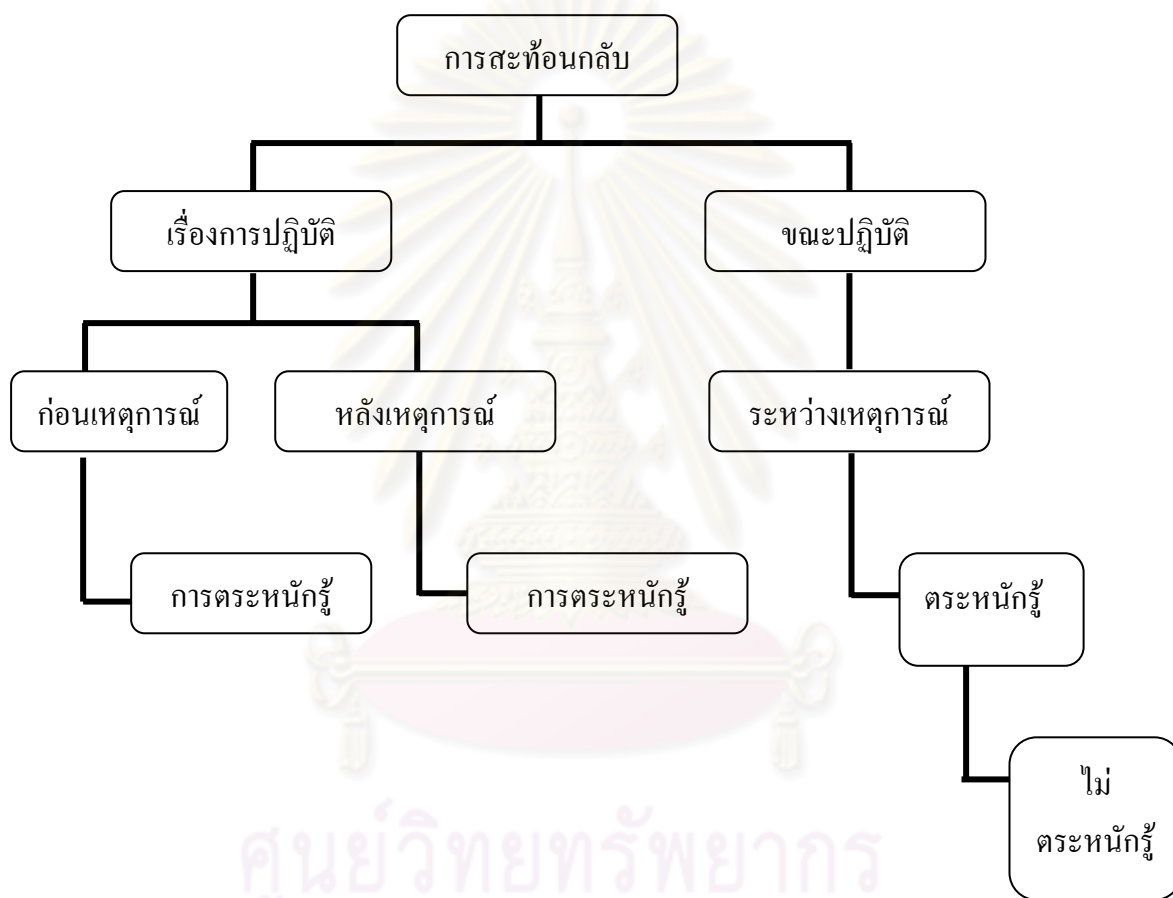 การสะท้อนกลับ
เรื่องการปฏิบัติ
ขณะปฏิบัติ
ก่อนเหตุการณ์
หลังเหตุการณ์
ระหว่างเหตุการณ์
การตระหนักรู้
การตระหนักรู้
ตระหนักรู้
ไม่
ตระหนักรู้
ศูนย์วิทยทรัพยากร